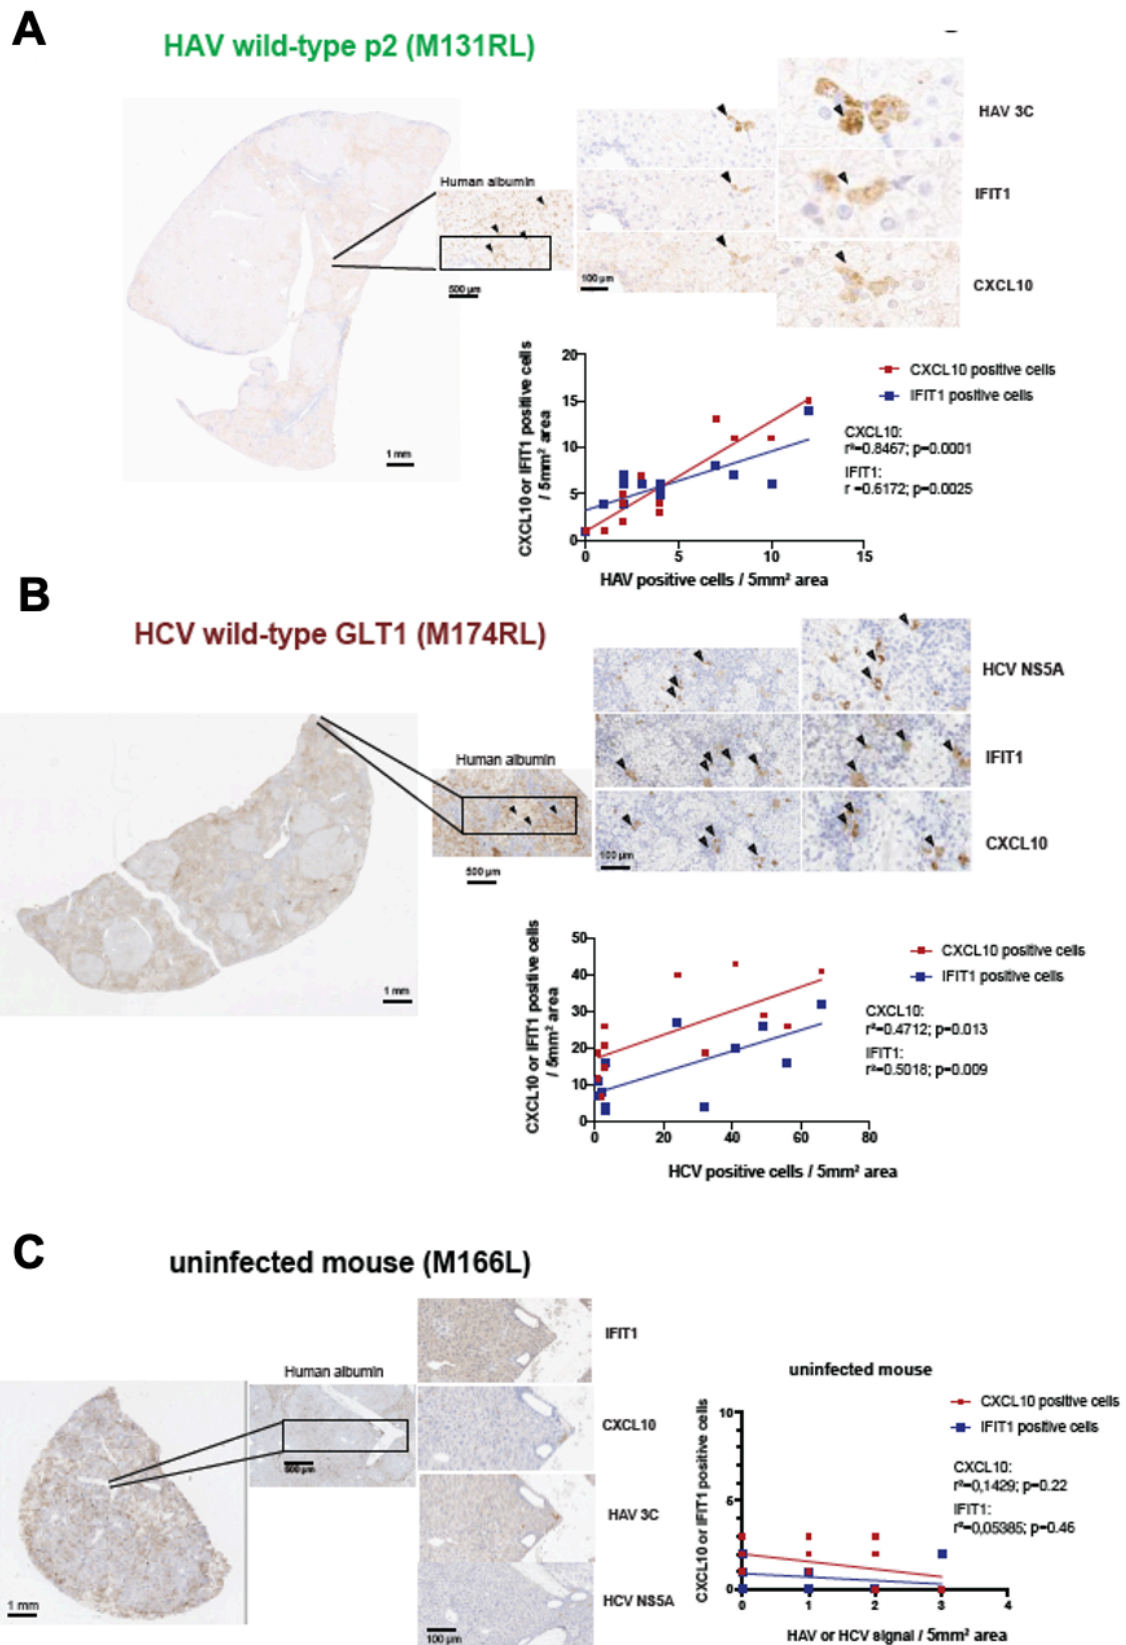 A
HAV wild-type p2 (M131RL)
HAV 3C
Human albumin
IFIT1
CXCL10
500 µm
100 µm
1 mm
CXCL10 or IFIT1 positive cells
/ 5mm² area
20
15
10
5
0
0 5 10 15
HAV positive cells / 5mm² area
CXCL10 positive cells
IFIT1 positive cells
CXCL10:
r²=0.8467; p=0.0001
IFIT1:
r =0.6172; p=0.0025
B
HCV wild-type GLT1 (M174RL)
HCV NS5A
Human albumin
IFIT1
CXCL10
500 µm
100 µm
1 mm
CXCL10 or IFIT1 positive cells
/ 5mm² area
50
40
30
20
10
0
0 20 40 60 80
HCV positive cells / 5mm² area
CXCL10 positive cells
IFIT1 positive cells
CXCL10:
r²=0.4712; p=0.013
IFIT1:
r²=0.5018; p=0.009
C
uninfected mouse (M166L)
IFIT1
Human albumin
CXCL10
HAV 3C
HCV NS5A
500 µm
100 µm
1 mm
uninfected mouse
CXCL10 or IFIT1 positive cells
10
5
0
0 1 2 3 4
HAV or HCV signal / 5mm² area
CXCL10 positive cells
IFIT1 positive cells
CXCL10:
r²=0,1429; p=0.22
IFIT1:
r²=0,05385; p=0.46